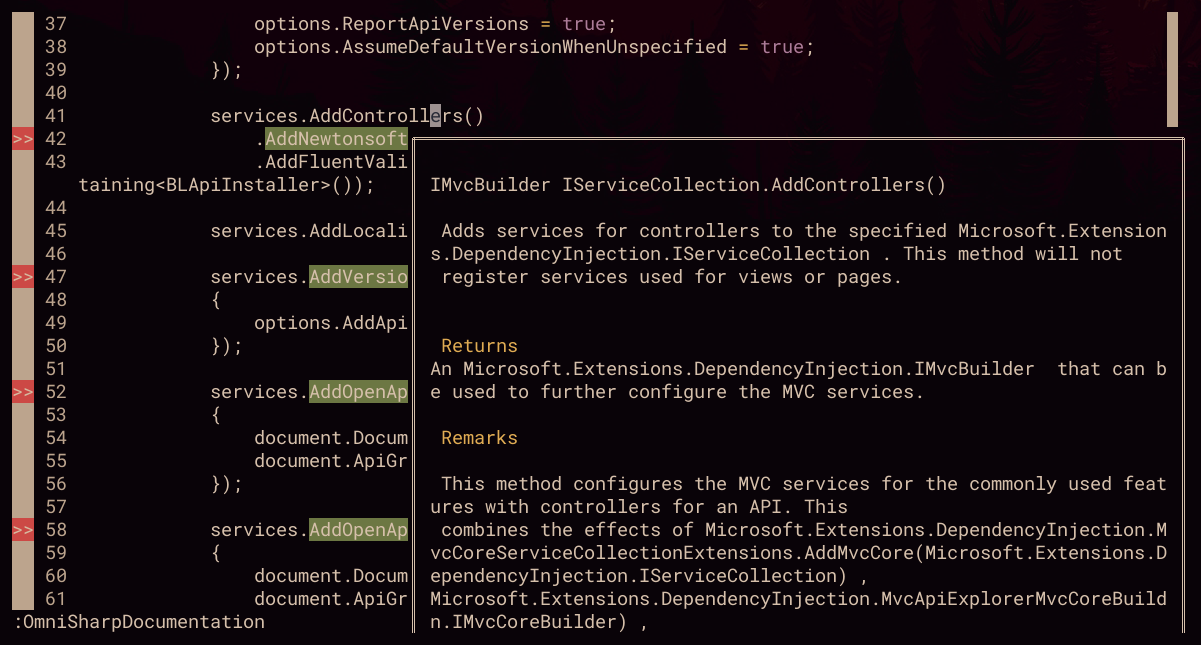 37 options.ReportApiVersions = true;
38 options.AssumeDefaultVersionWhenUnspecified = true;
39 });
40
41 services.AddControllers()
>> 42 .AddNewtonsoft
43 .AddFluentVali
taining<BLApiInstaller>());
44
45 services.AddLocali
46
>> 47 services.AddVersio
48 {
49 options.AddApi
50 });
51
>> 52 services.AddOpenAp
53 {
54 document.Docum
55 document.ApiGr
56 });
57
>> 58 services.AddOpenAp
59 {
60 document.Docum
61 document.ApiGr
:OmniSharpDocumentation
IMvcBuilder IServiceCollection.AddControllers()
Adds services for controllers to the specified Microsoft.Extension
s.DependencyInjection.IServiceCollection . This method will not
register services used for views or pages.
Returns
An Microsoft.Extensions.DependencyInjection.IMvcBuilder  that can b
e used to further configure the MVC services.
Remarks
This method configures the MVC services for the commonly used feat
ures with controllers for an API. This
combines the effects of Microsoft.Extensions.DependencyInjection.M
vcCoreServiceCollectionExtensions.AddMvcCore(Microsoft.Extensions.D
ependencyInjection.IServiceCollection) ,
Microsoft.Extensions.DependencyInjection.MvcApiExplorerMvcCoreBuild
n.IMvcCoreBuilder) ,